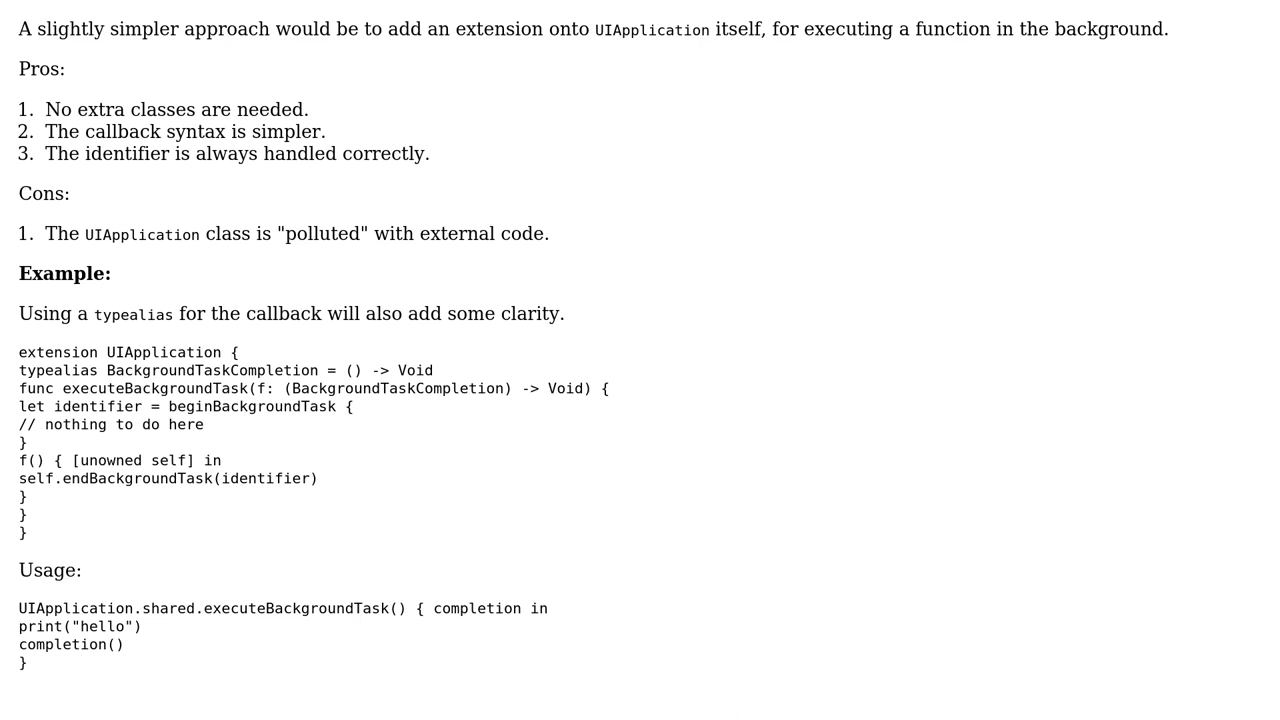 A slightly simpler approach would be to add an extension onto UIApplication itself, for executing a function in the background.
Pros:
1. No extra classes are needed.
2. The callback syntax is simpler.
3. The identifier is always handled correctly.
Cons:
1. The UIApplication class is "polluted" with external code.
Example:
Using a typealias for the callback will also add some clarity.
extension UIApplication {
typealias BackgroundTaskCompletion = () -> Void
func executeBackgroundTask(f: (BackgroundTaskCompletion) -> Void) {
let identifier = beginBackgroundTask {
// nothing to do here
}
f() { [unowned self] in
self.endBackgroundTask(identifier)
}
}
}
Usage:
UIApplication.shared.executeBackgroundTask() { completion in
print("hello")
completion()
}